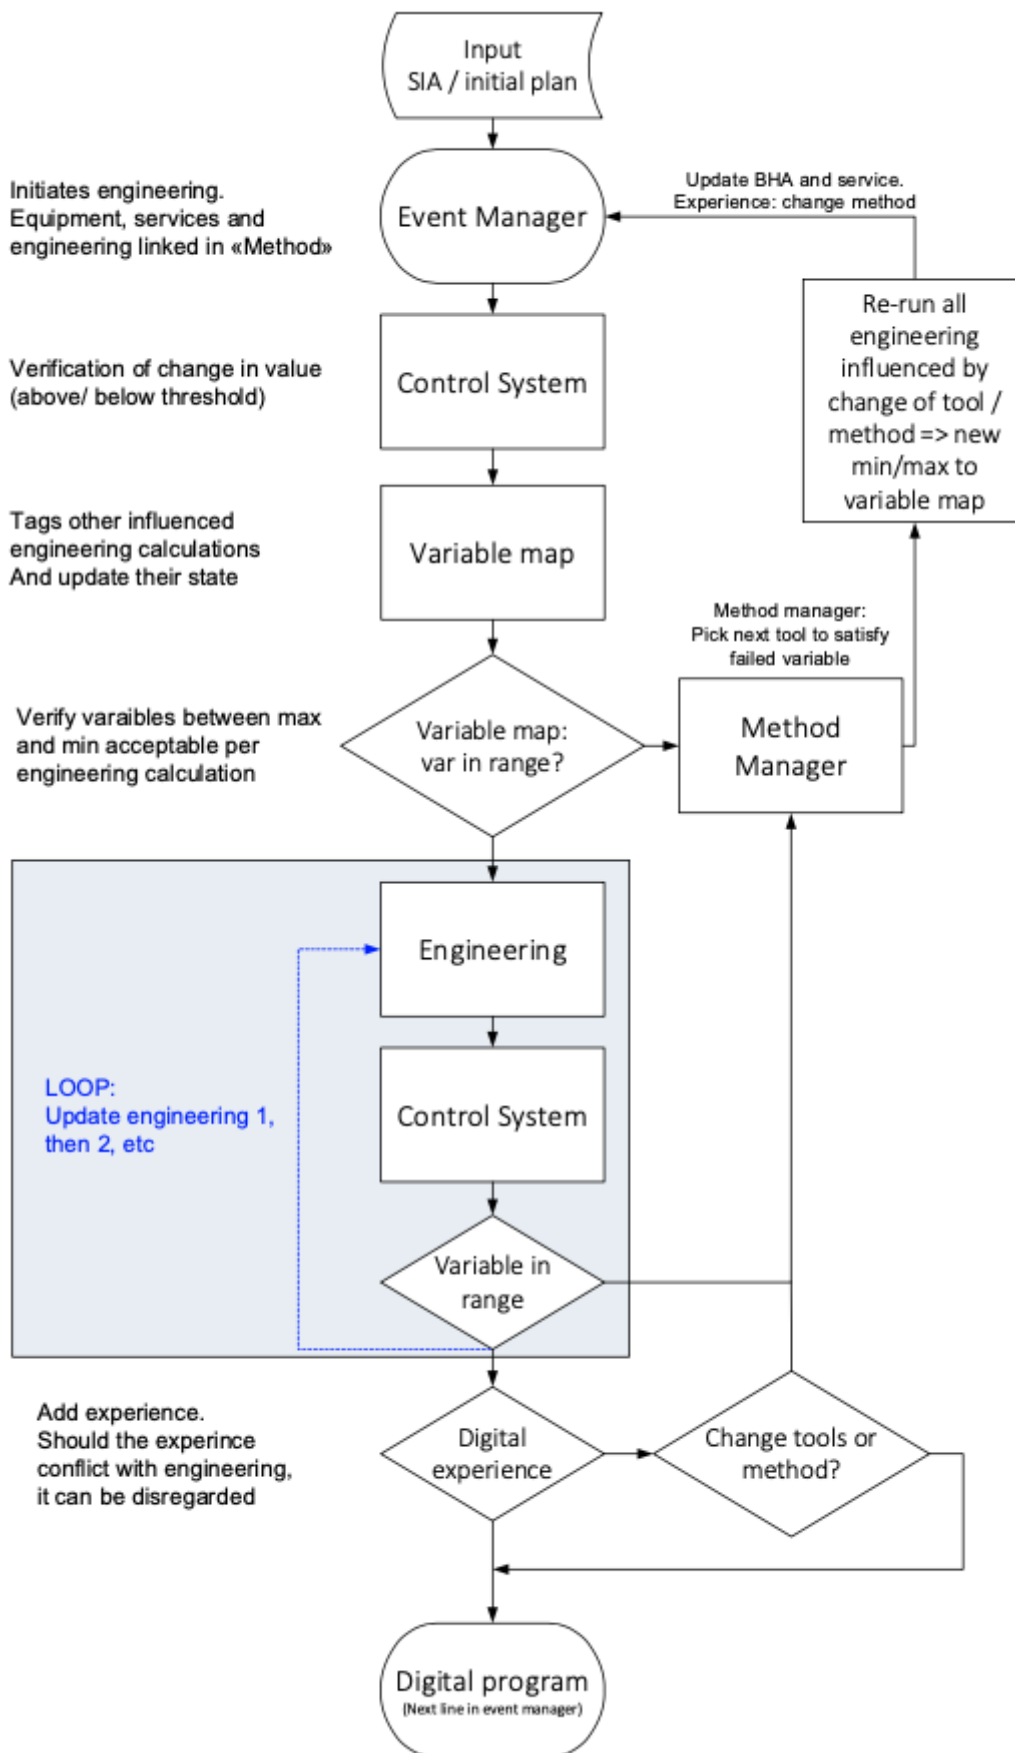 Input
SIA / initial plan
Initiates engineering.
Equipment, services and
engineering linked in «Method»
Event Manager
Update BHA and service.
Experience: change method
Re-run all
engineering
influenced by
change of tool /
method => new
min/max to
variable map
Verification of change in value
(above/ below threshold)
Control System
Tags other influenced
engineering calculations
And update their state
Variable map
Method manager:
Pick next tool to satisfy
failed variable
Verify varaibles between max
and min acceptable per
engineering calculation
Variable map:
var in range?
Method
Manager
Engineering
LOOP:
Update engineering 1,
then 2, etc
Control System
Variable in
range
Add experience.
Should the experince
conflict with engineering,
it can be disregarded
Digital
experience
Change tools or
method?
Digital program
(Next line in event manager)